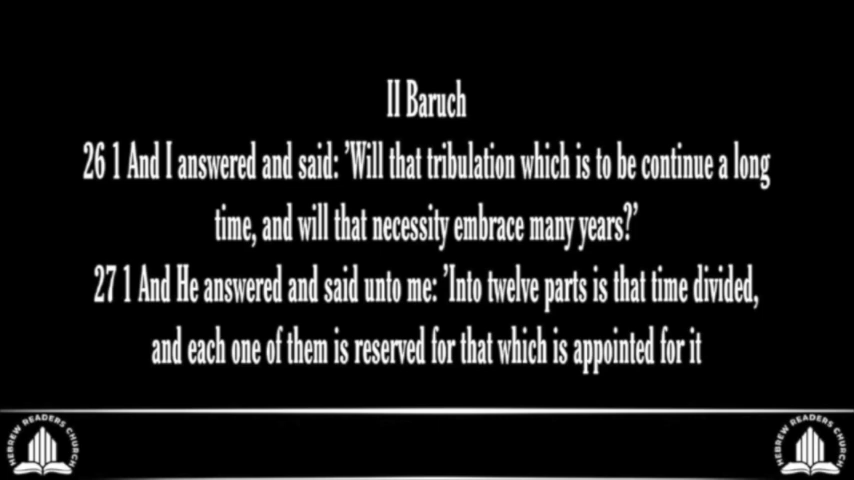 II Baruch
26 1 And I answered and said: 'Will that tribulation which is to be continue a long
time, and will that necessity embrace many years?'
27 1 And He answered and said unto me: 'Into twelve parts is that time divided,
and each one of them is reserved for that which is appointed for it
HEBREW READERS CHURCH
HEBREW READERS CHURCH